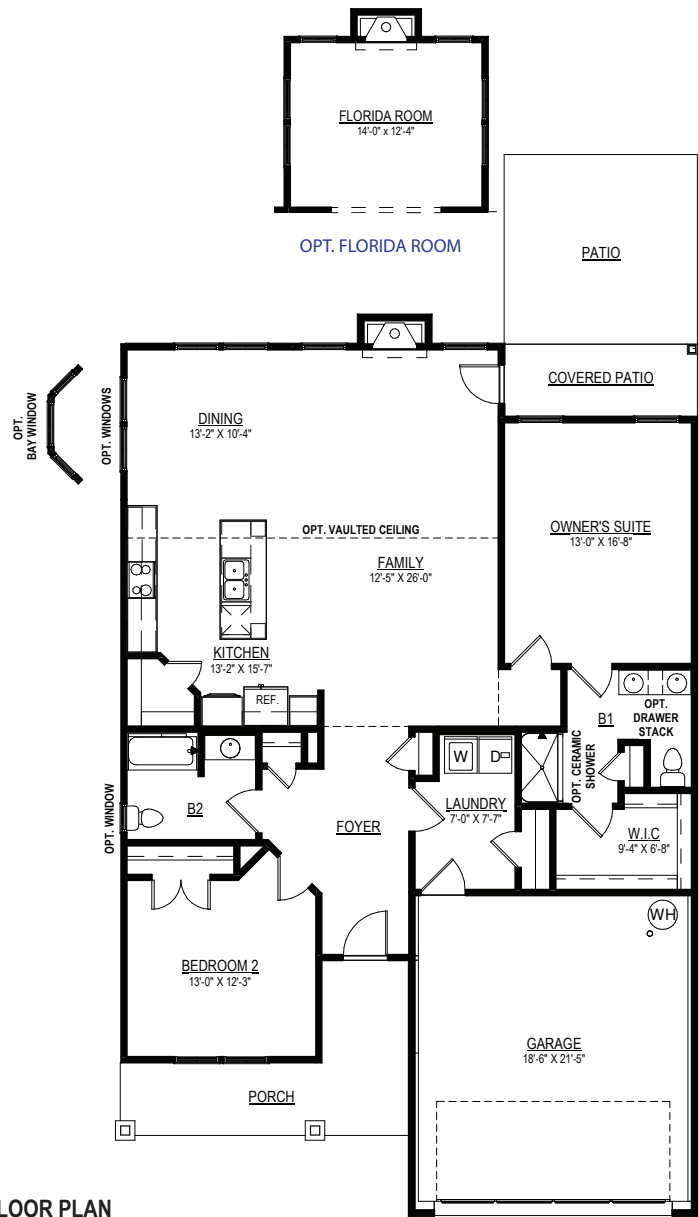 FLORIDA ROOM
14'-0" x 12'-4"
OPT. FLORIDA ROOM
PATIO
COVERED PATIO
OPT.
BAY WINDOW
OPT. WINDOWS
DINING
13'-2" X 10'-4"
OPT. VAULTED CEILING
OWNER'S SUITE
13'-0" X 16'-8"
FAMILY
12'-5" X 26'-0"
KITCHEN
13'-2" X 15'-7"
REF.
B1
OPT.
DRAWER
STACK
OPT. CERAMIC
SHOWER
W
D
LAUNDRY
7'-0" X 7'-7"
OPT. WINDOW
B2
FOYER
W.I.C
9'-4" X 6'-8"
WH
BEDROOM 2
13'-0" X 12'-3"
GARAGE
18'-6" X 21'-5"
PORCH
LOOR PLAN